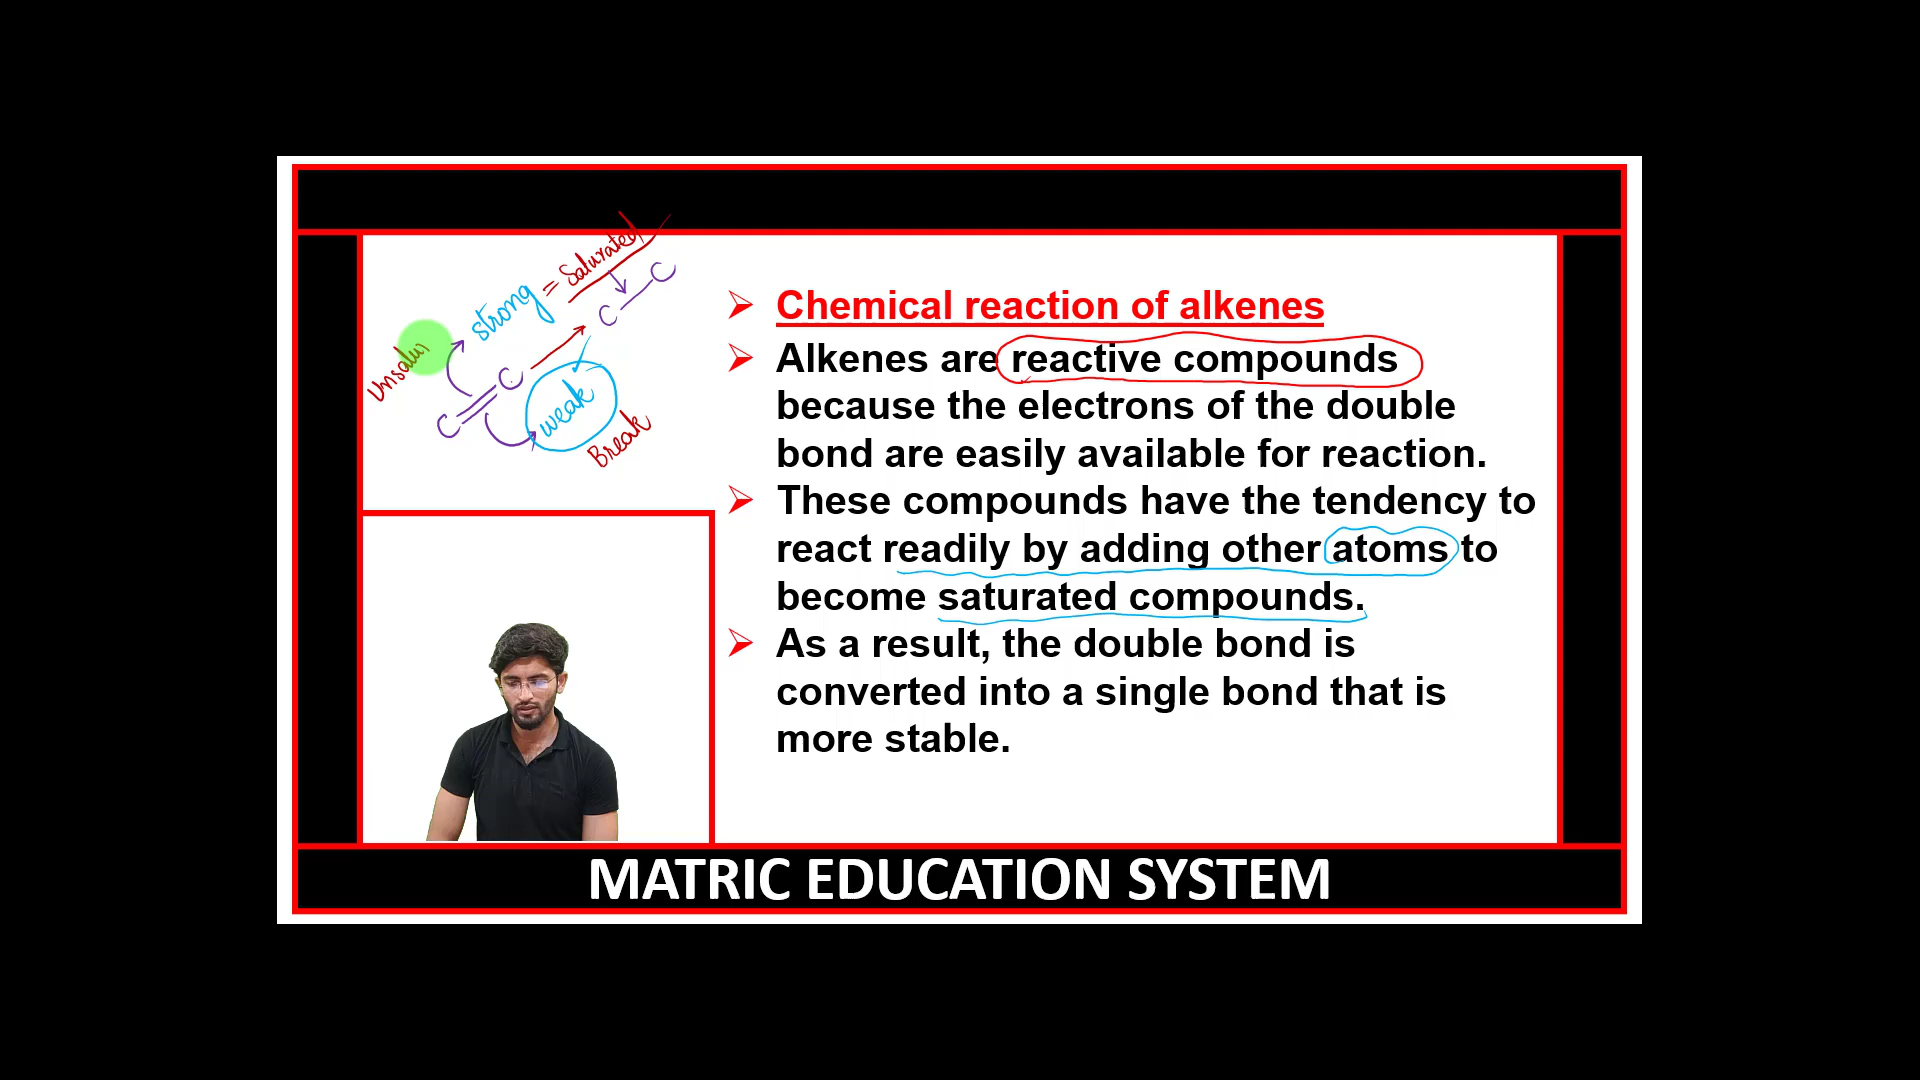 strong = Saturated
C C
C C
weak
Break
Chemical reaction of alkenes
Alkenes are reactive compounds
because the electrons of the double
bond are easily available for reaction.
These compounds have the tendency to
react readily by adding other atoms to
become saturated compounds.
As a result, the double bond is
converted into a single bond that is
more stable.
MATRIC EDUCATION SYSTEM